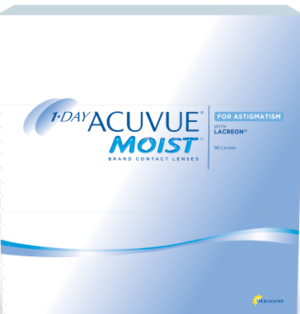 1·DAY ACUVUE®
MOIST®
BRAND CONTACT LENSES
FOR ASTIGMATISM
WITH
LACREON®
90 Lenses